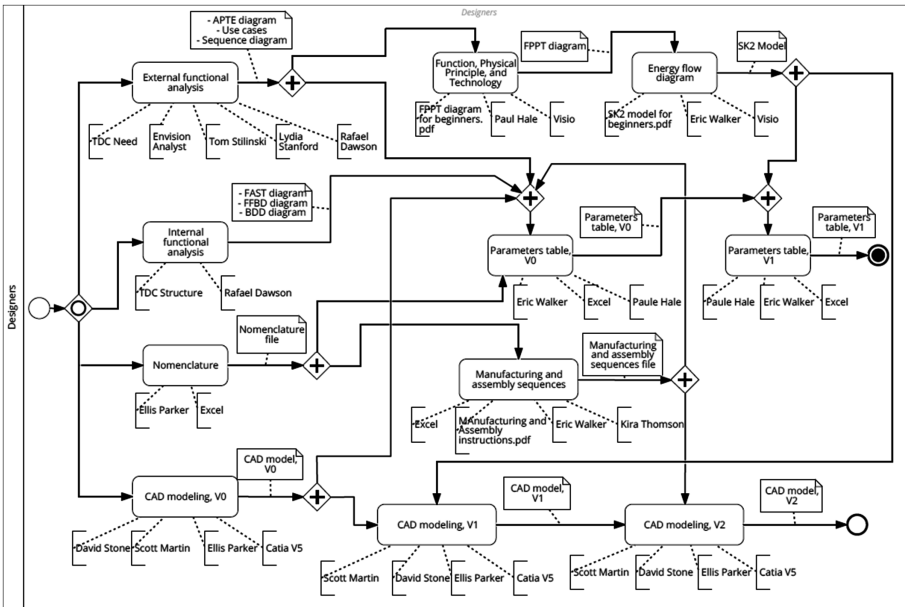 Designers
Designers
- APTE diagram
- Use cases
- Sequence diagram
External functional
analysis
TDC Need
Envision
Analyst
Tom Stilinski
Lydia
Stanford
Rafael
Dawson
FPPT diagram
Function, Physical
Principle, and
Technology
FPPT diagram
for beginners.
pdf
Paul Hale
Visio
SK2 Model
Energy flow
diagram
SK2 model for
beginners.pdf
Eric Walker
Visio
- FAST diagram
- FFBD diagram
- BDD diagram
Internal
functional
analysis
TDC Structure
Rafael Dawson
Parameters
table, V0
Parameters table,
V0
Eric Walker
Excel
Paule Hale
Parameters
table, V1
Parameters table,
V1
Paule Hale
Eric Walker
Excel
Nomenclature
file
Nomenclature
Ellis Parker
Excel
Manufacturing
and assembly
sequences file
Manufacturing and
assembly sequences
Excel
MAnufacturing and
Assembly
instructions.pdf
Eric Walker
Kira Thomson
CAD model,
V0
CAD modeling, V0
David Stone
Scott Martin
Ellis Parker
Catia V5
CAD model,
V1
CAD modeling, V1
Scott Martin
David Stone
Ellis Parker
Catia V5
CAD model,
V2
CAD modeling, V2
Scott Martin
David Stone
Ellis Parker
Catia V5